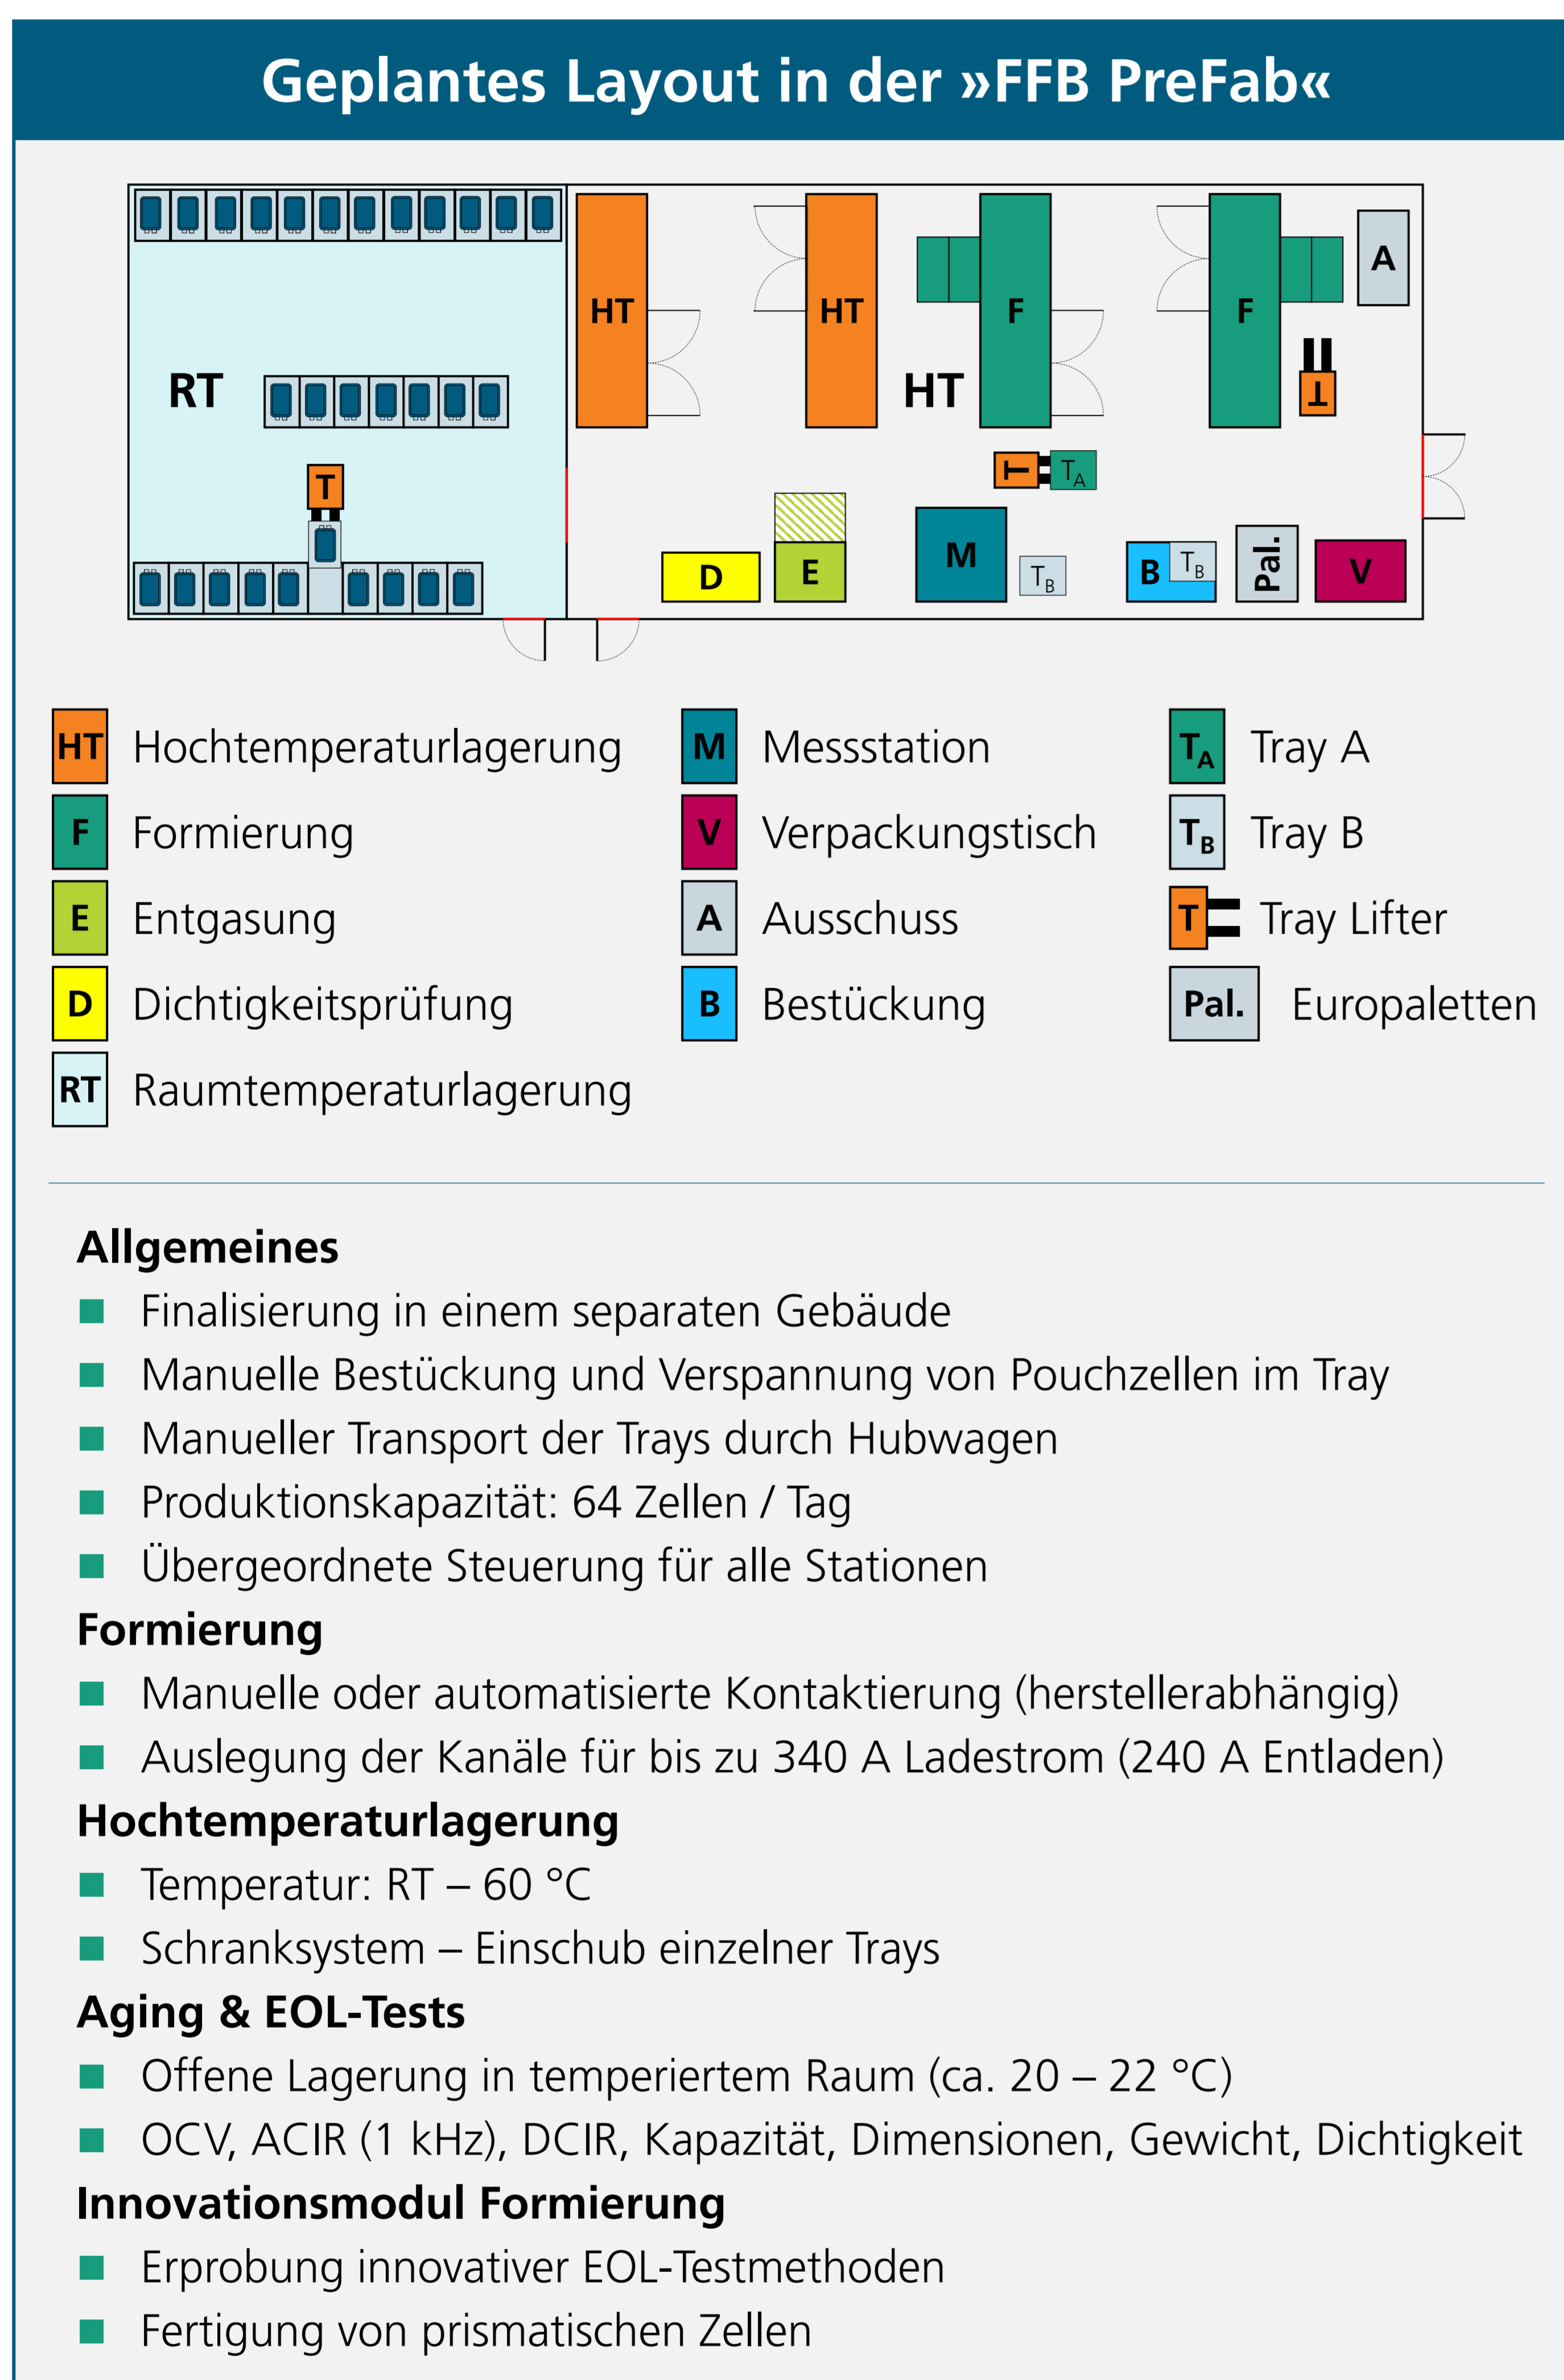 Geplantes Layout in der »FFB PreFab«
HT
HT
F
F
A
RT
HT
T
T
T
TA
D
E
M
TB
B
TB
Pal.
V
HT Hochtemperaturlagerung
F Formierung
E Entgasung
D Dichtigkeitsprüfung
RT Raumtemperaturlagerung
M Messstation
V Verpackungstisch
A Ausschuss
B Bestückung
TA Tray A
TB Tray B
T Tray Lifter
Pal. Europaletten
Allgemeines
Finalisierung in einem separaten Gebäude
Manuelle Bestückung und Verspannung von Pouchzellen im Tray
Manueller Transport der Trays durch Hubwagen
Produktionskapazität: 64 Zellen / Tag
Übergeordnete Steuerung für alle Stationen
Formierung
Manuelle oder automatisierte Kontaktierung (herstellerabhängig)
Auslegung der Kanäle für bis zu 340 A Ladestrom (240 A Entladen)
Hochtemperaturlagerung
Temperatur: RT – 60 °C
Schranksystem – Einschub einzelner Trays
Aging & EOL-Tests
Offene Lagerung in temperiertem Raum (ca. 20 – 22 °C)
OCV, ACIR (1 kHz), DCIR, Kapazität, Dimensionen, Gewicht, Dichtigkeit
Innovationsmodul Formierung
Erprobung innovativer EOL-Testmethoden
Fertigung von prismatischen Zellen